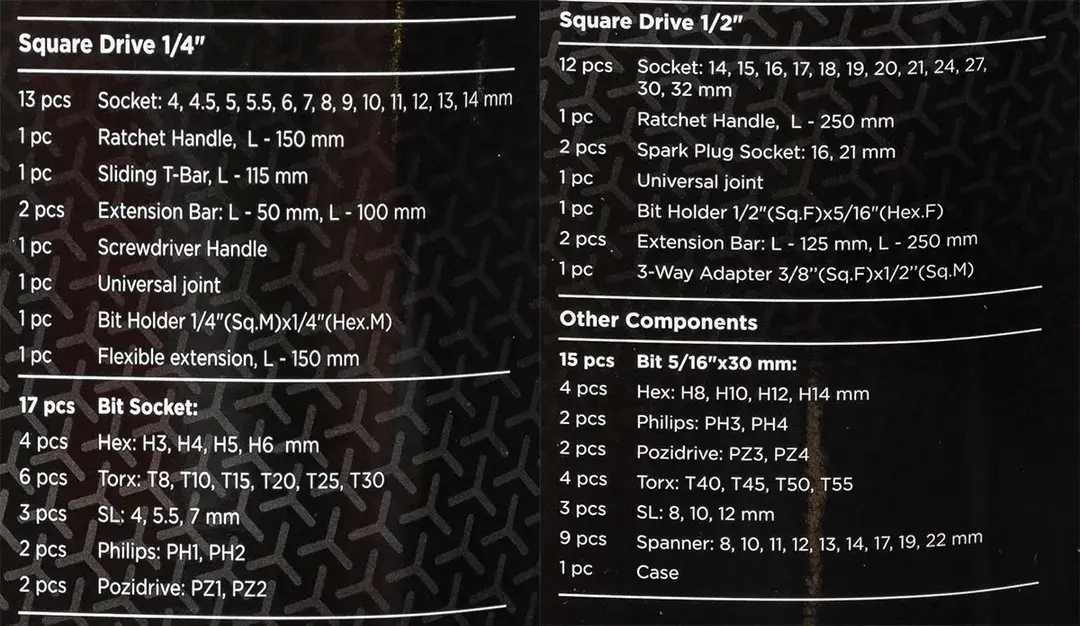 Square Drive 1/4"
13 pcs Socket: 4, 4.5, 5, 5.5, 6, 7, 8, 9, 10, 11, 12, 13, 14 mm
1 pc Ratchet Handle, L - 150 mm
1 pc Sliding T-Bar, L - 115 mm
2 pcs Extension Bar: L - 50 mm, L - 100 mm
1 pc Screwdriver Handle
1 pc Universal joint
1 pc Bit Holder 1/4"(Sq.M)x1/4"(Hex.M)
1 pc Flexible extension, L - 150 mm
17 pcs Bit Socket:
4 pcs Hex: H3, H4, H5, H6 mm
6 pcs Torx: T8, T10, T15, T20, T25, T30
3 pcs SL: 4, 5.5, 7 mm
2 pcs Philips: PH1, PH2
2 pcs Pozidrive: PZ1, PZ2
Square Drive 1/2"
12 pcs Socket: 14, 15, 16, 17, 18, 19, 20, 21, 24, 27,
30, 32 mm
1 pc Ratchet Handle, L - 250 mm
2 pcs Spark Plug Socket: 16, 21 mm
1 pc Universal joint
1 pc Bit Holder 1/2"(Sq.F)x5/16"(Hex.F)
2 pcs Extension Bar: L - 125 mm, L - 250 mm
1 pc 3-Way Adapter 3/8"(Sq.F)x1/2"(Sq.M)
Other Components
15 pcs Bit 5/16"x30 mm:
4 pcs Hex: H8, H10, H12, H14 mm
2 pcs Philips: PH3, PH4
2 pcs Pozidrive: PZ3, PZ4
4 pcs Torx: T40, T45, T50, T55
3 pcs SL: 8, 10, 12 mm
9 pcs Spanner: 8, 10, 11, 12, 13, 14, 17, 19, 22 mm
1 pc Case